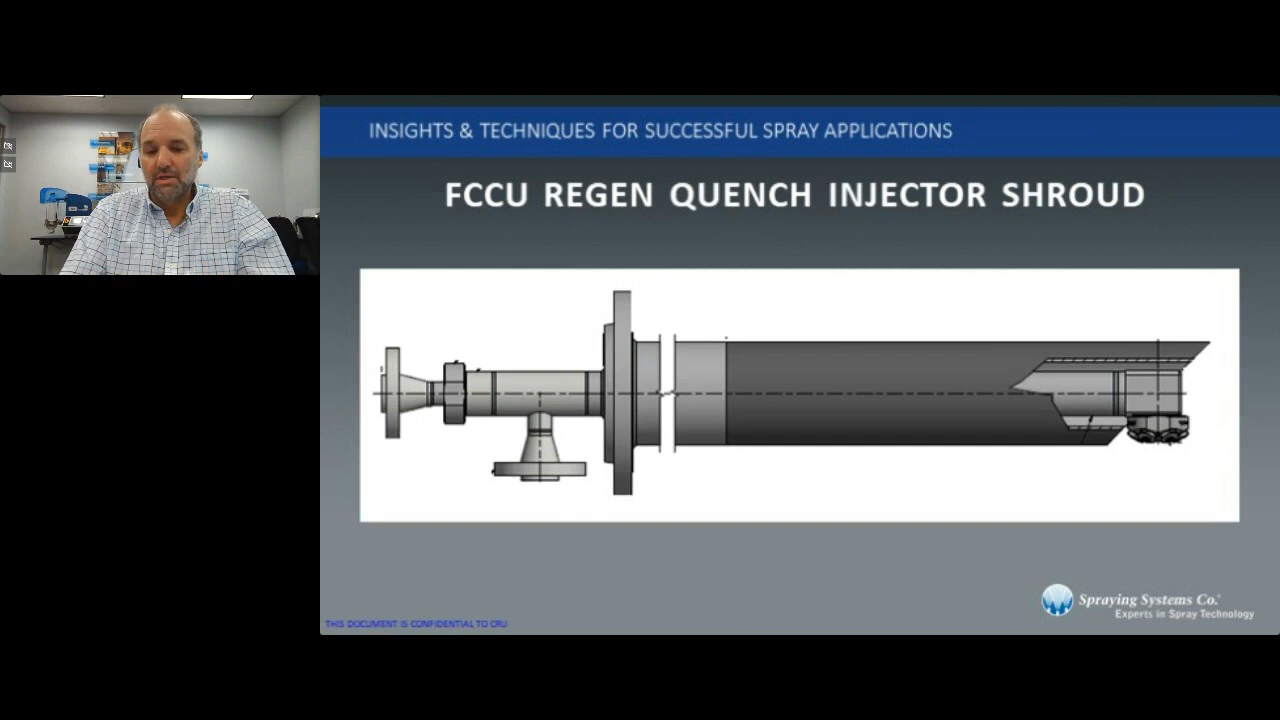 INSIGHTS & TECHNIQUES FOR SUCCESSFUL SPRAY APPLICATIONS
FCCU REGEN QUENCH INJECTOR SHROUD
Spraying Systems Co.®
Experts in Spray Technology
THIS DOCUMENT IS CONFIDENTIAL TO CRU